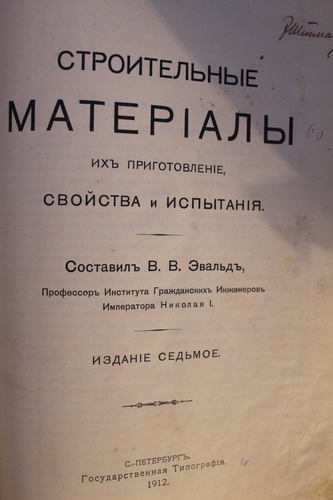 СТРОИТЕЛЬНЫЕ
МАТЕРІАЛЫ
ИХЪ ПРИГОТОВЛЕНІЕ,
СВОЙСТВА И ИСПЫТАНІЯ.
Составилъ В. В. Эвальдъ,
Профессоръ Института Гражданскихъ Инженеровъ
Императора Николая I.
ИЗДАНІЕ СЕДЬМОЕ.
С.-ПЕТЕРБУРГЪ.
Государственная Типографія.
1912.